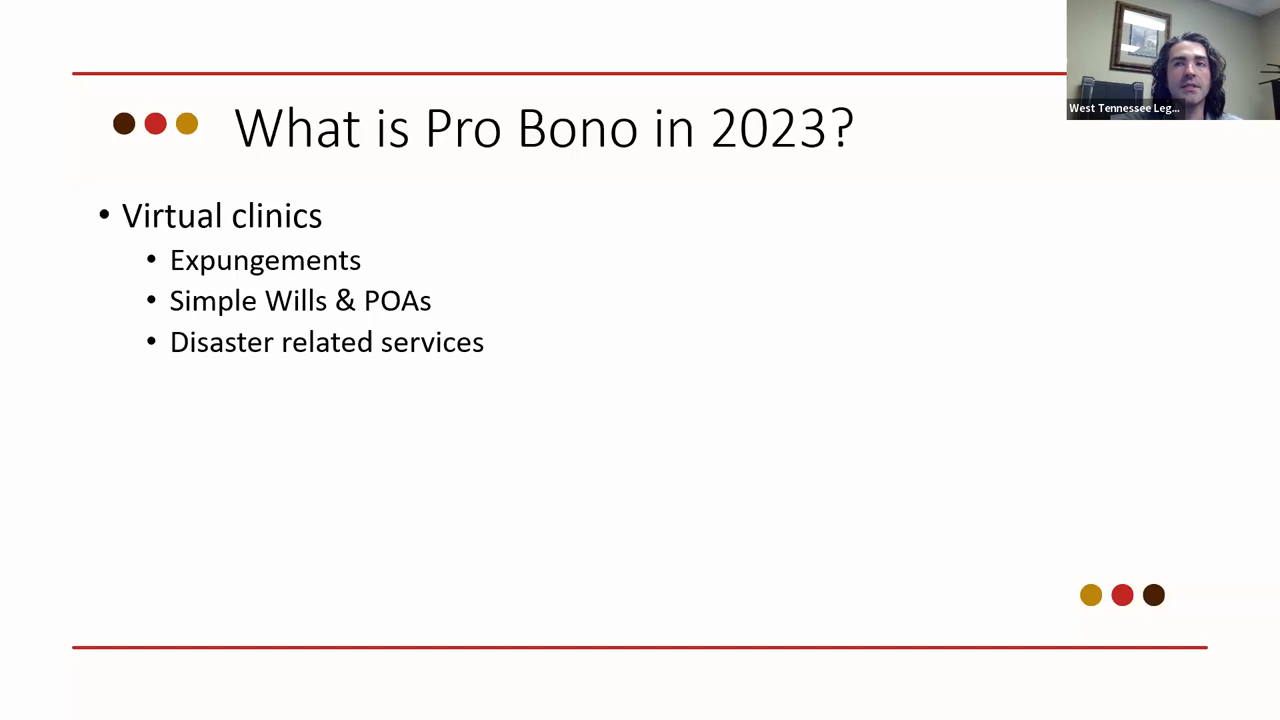 What is Pro Bono in 2023?
West Tennessee Leg...
• Virtual clinics
• Expungements
• Simple Wills & POAs
• Disaster related services